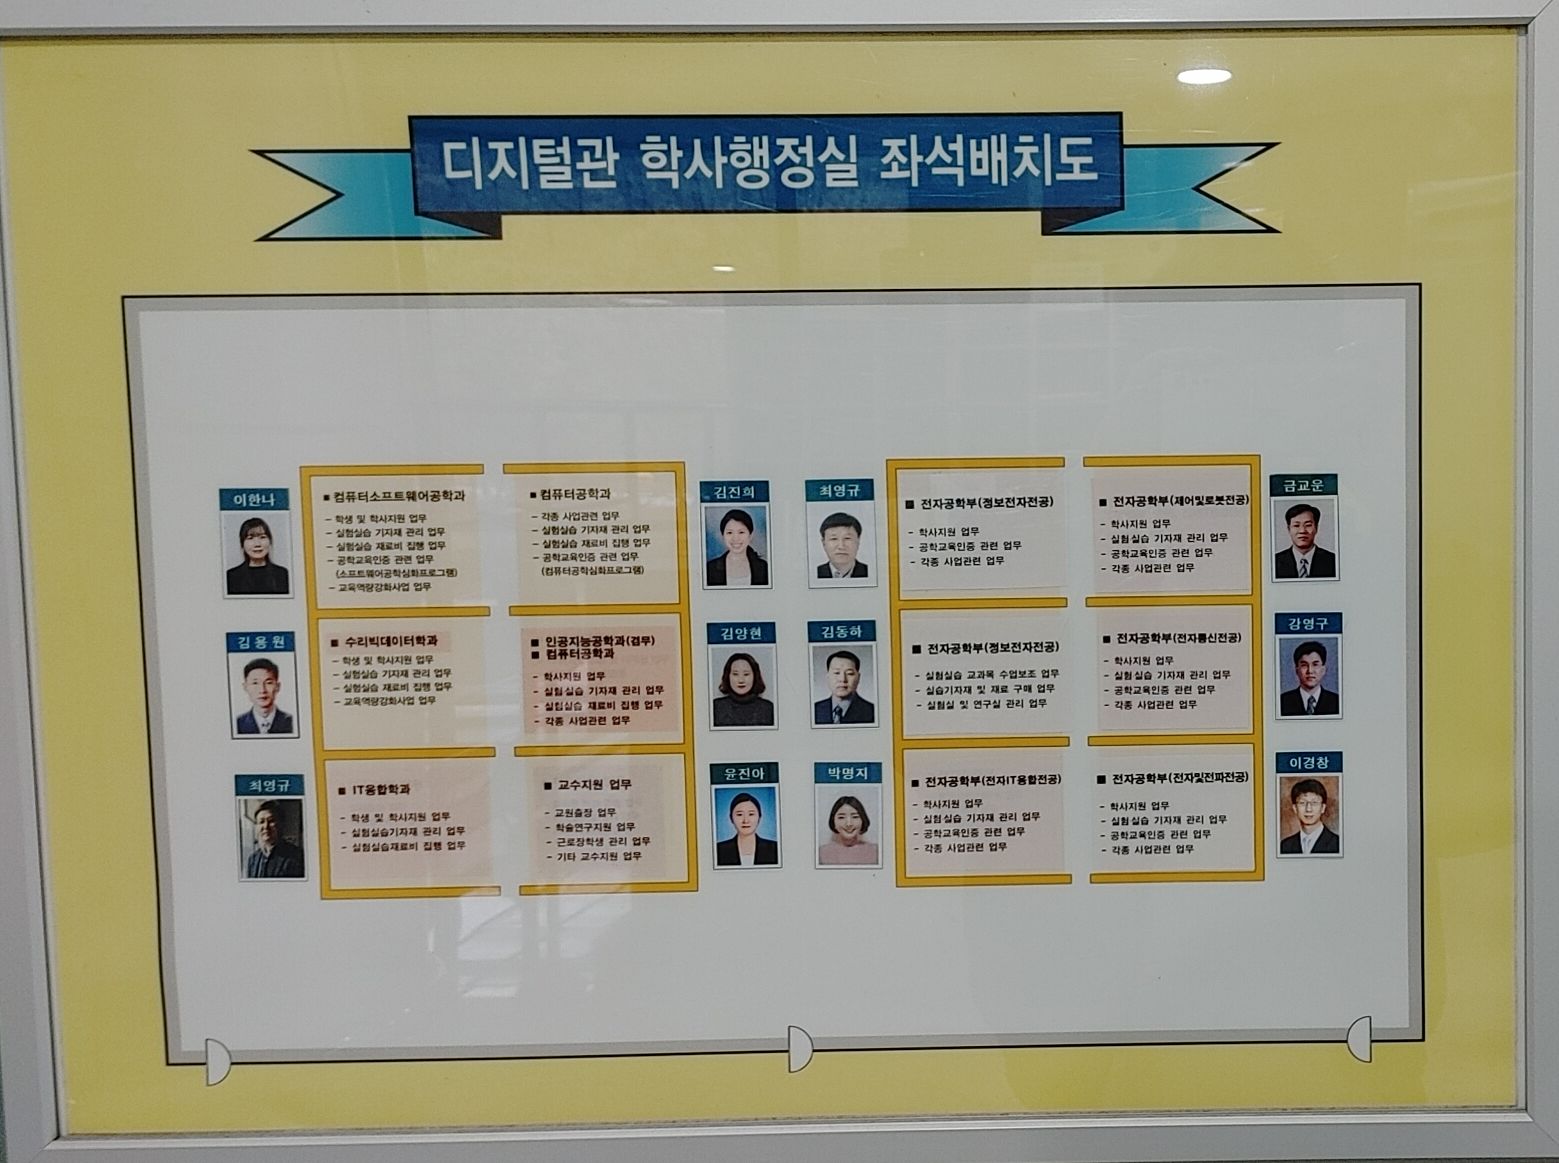 디지털관 학사행정실 좌석배치도
이한나
■ 컴퓨터소프트웨어공학과
- 학생 및 학사지원 업무
- 실험실습 기자재 관리 업무
- 실험실습 재료비 집행 업무
- 공학교육인증 관련 업무
(소프트웨어공학심화프로그램)
- 교육역량강화사업 업무
■ 컴퓨터공학과
- 각종 사업관련 업무
- 실험실습 기자재 관리 업무
- 실험실습 재료비 집행 업무
- 공학교육인증 관련 업무
(컴퓨터공학심화프로그램)
김진희
김용원
■ 수리빅데이터학과
- 학생 및 학사지원 업무
- 실험실습 기자재 관리 업무
- 실험실습 재료비 집행 업무
- 교육역량강화사업 업무
■ 인공지능공학과(겸무)
■ 컴퓨터공학과
- 학사지원 업무
- 실험실습 기자재 관리 업무
- 실험실습 재료비 집행 업무
- 각종 사업관련 업무
김양현
최영규
■ IT융합학과
- 학생 및 학사지원 업무
- 실험실습기자재 관리 업무
- 실험실습재료비 집행 업무
■ 교수지원 업무
- 교원출장 업무
- 학술연구지원 업무
- 근로장학생 관리 업무
- 기타 교수지원 업무
윤진아
최영규
■ 전자공학부(정보전자전공)
- 학사지원 업무
- 공학교육인증 관련 업무
- 각종 사업관련 업무
■ 전자공학부(제어및로봇전공)
- 학사지원 업무
- 실험실습 기자재 관리 업무
- 공학교육인증 관련 업무
- 각종 사업관련 업무
금교운
김동하
■ 전자공학부(정보전자전공)
- 실험실습 교과목 수업보조 업무
- 실습기자재 및 재료 구매 업무
- 실험실 및 연구실 관리 업무
■ 전자공학부(전자통신전공)
- 학사지원 업무
- 실험실습 기자재 관리 업무
- 공학교육인증 관련 업무
- 각종 사업관련 업무
강영구
박명지
■ 전자공학부(전자IT융합전공)
- 학사지원 업무
- 실험실습 기자재 관리 업무
- 공학교육인증 관련 업무
- 각종 사업관련 업무
■ 전자공학부(전자및전파전공)
- 학사지원 업무
- 실험실습 기자재 관리 업무
- 공학교육인증 관련 업무
- 각종 사업관련 업무
이경창